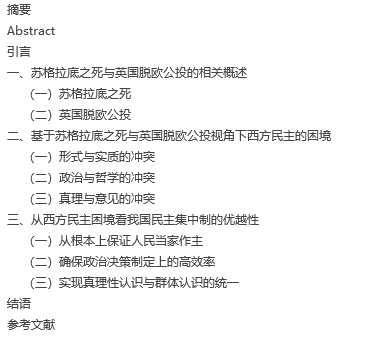 摘要
Abstract
引言
一、苏格拉底之死与英国脱欧公投的相关概述
（一）苏格拉底之死
（二）英国脱欧公投
二、基于苏格拉底之死与英国脱欧公投视角下西方民主的困境
（一）形式与实质的冲突
（二）政治与哲学的冲突
（三）真理与意见的冲突
三、从西方民主困境看我国民主集中制的优越性
（一）从根本上保证人民当家作主
（二）确保政治决策制定上的高效率
（三）实现真理性认识与群体认识的统一
结语
参考文献